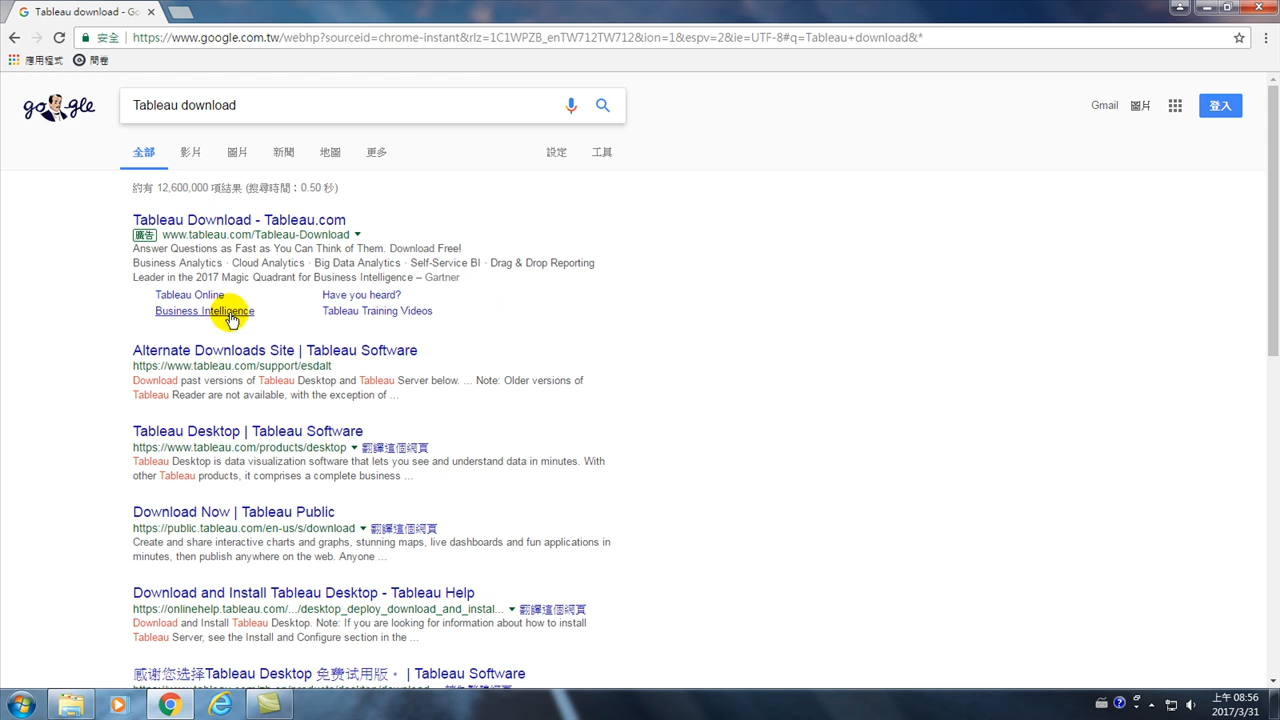 Tableau download - Go
安全
https://www.google.com.tw/webhp?sourceid=chrome-instant&rlz=1C1WPZB_enTW712TW712&ion=1&espv=2&ie=UTF-8#q=Tableau+download&*
應用程式
問卷
go gle
Tableau download
Gmail
圖片
登入
全部
影片
圖片
新聞
地圖
更多
設定
工具
約有 12,600,000 項結果 (搜尋時間：0.50 秒)
Tableau Download - Tableau.com
廣告 www.tableau.com/Tableau-Download
Answer Questions as Fast as You Can Think of Them. Download Free!
Business Analytics · Cloud Analytics · Big Data Analytics · Self-Service BI · Drag & Drop Reporting
Leader in the 2017 Magic Quadrant for Business Intelligence – Gartner
Tableau Online
Have you heard?
Business Intelligence
Tableau Training Videos
Alternate Downloads Site | Tableau Software
https://www.tableau.com/support/esdalt
Download past versions of Tableau Desktop and Tableau Server below. ... Note: Older versions of
Tableau Reader are not available, with the exception of ...
Tableau Desktop | Tableau Software
https://www.tableau.com/products/desktop 翻譯這個網頁
Tableau Desktop is data visualization software that lets you see and understand data in minutes. With
other Tableau products, it comprises a complete business ...
Download Now | Tableau Public
https://public.tableau.com/en-us/s/download 翻譯這個網頁
Create and share interactive charts and graphs, stunning maps, live dashboards and fun applications in
minutes, then publish anywhere on the web. Anyone ...
Download and Install Tableau Desktop - Tableau Help
https://onlinehelp.tableau.com/.../desktop_deploy_download_and_instal... 翻譯這個網頁
Download and Install Tableau Desktop. Note: If you are looking for information about how to install
Tableau Server, see the Install and Configure section in the ...
感谢您选择Tableau Desktop 免费试用版。 | Tableau Software
上午 08:56
2017/3/31